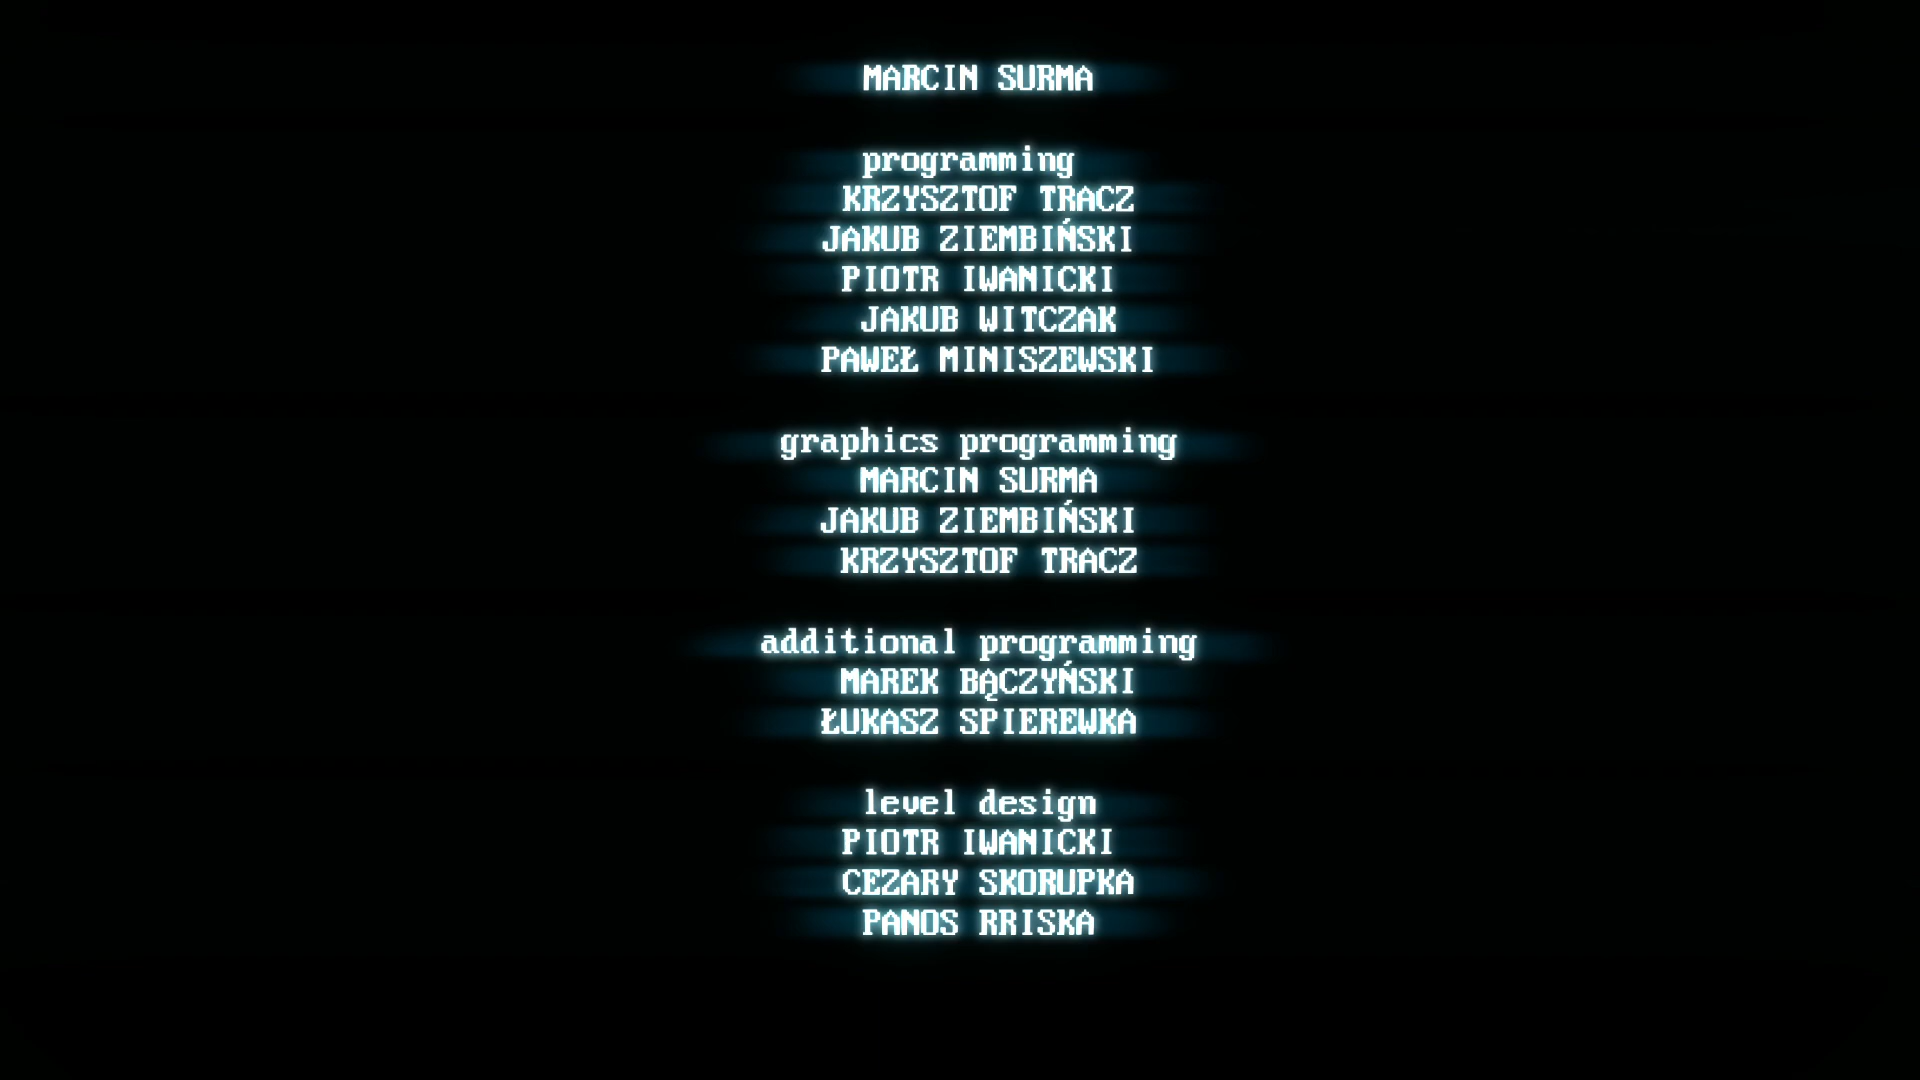 MARCIN SURMA
programming
KRZYSZTOF TRACZ
JAKUB ZIEMBIŃSKI
PIOTR IWANICKI
JAKUB WITCZAK
PAWEŁ MINISZEWSKI
graphics programming
MARCIN SURMA
JAKUB ZIEMBIŃSKI
KRZYSZTOF TRACZ
additional programming
MAREK BĄCZYŃSKI
ŁUKASZ SPIEREWKA
level design
PIOTR IWANICKI
CEZARY SKORUPKA
PANOS RRISKA